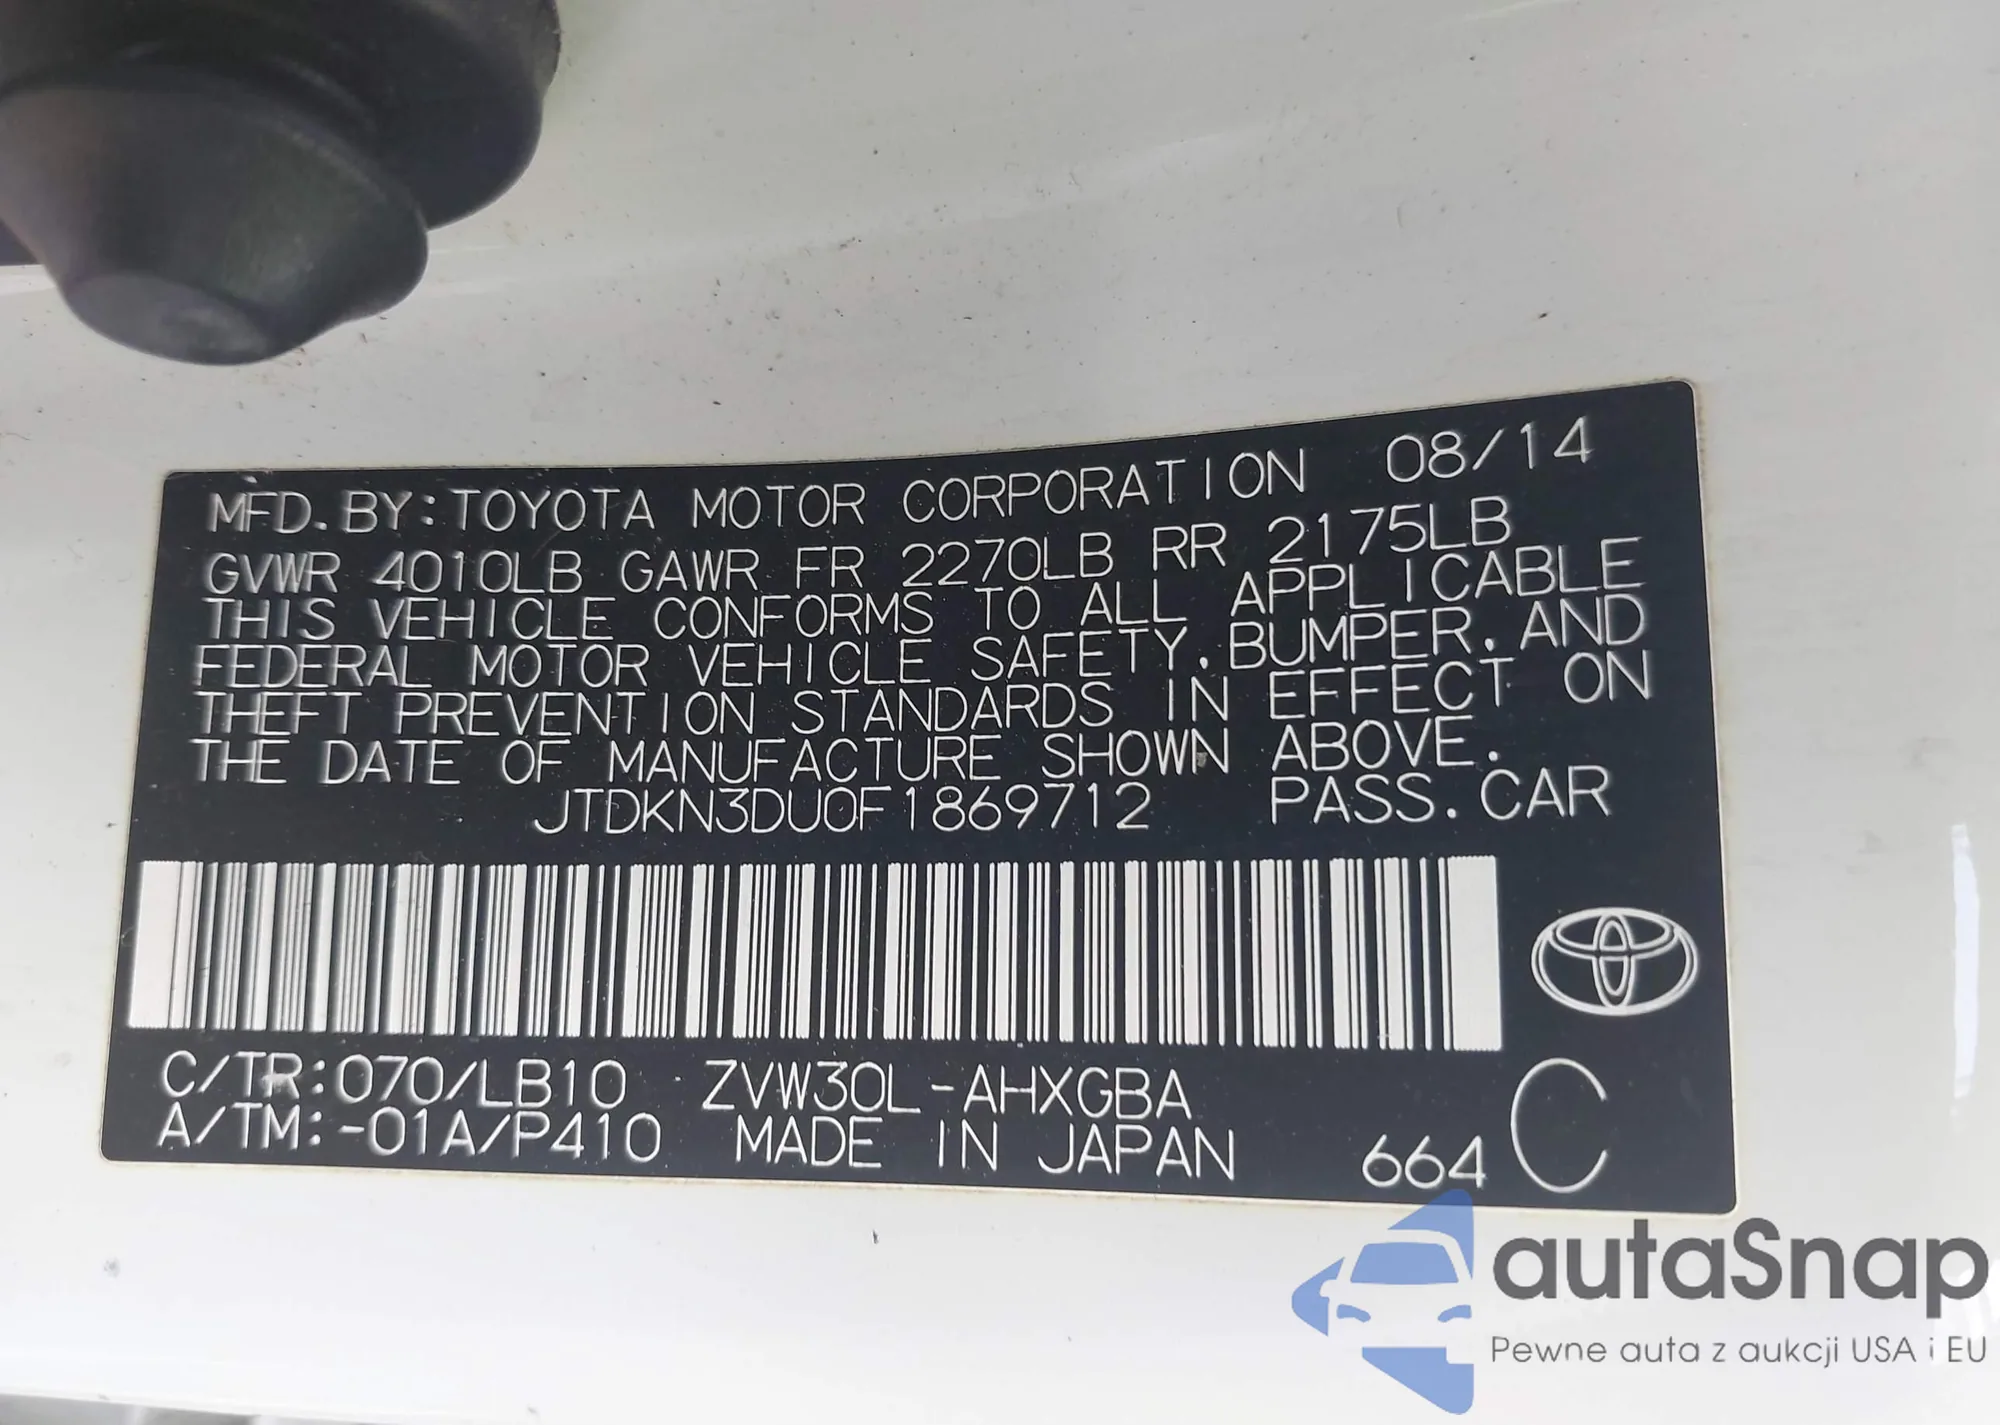 MFD.BY:TOYOTA MOTOR CORPORATION 08/14
GVWR 4010LB GAWR FR 2270LB RR 2175LB
THIS VEHICLE CONFORMS TO ALL APPLICABLE
FEDERAL MOTOR VEHICLE SAFETY, BUMPER, AND
THEFT PREVENTION STANDARDS IN EFFECT ON
THE DATE OF MANUFACTURE SHOWN ABOVE.
JTDKN3DU0F1869712 PASS.CAR
C/TR:070/LB10 ZVW30L-AHXGBA
A/TM:-01A/P410 MADE IN JAPAN 664 C
autaSnap
Pewne auta z aukcji USA i EU